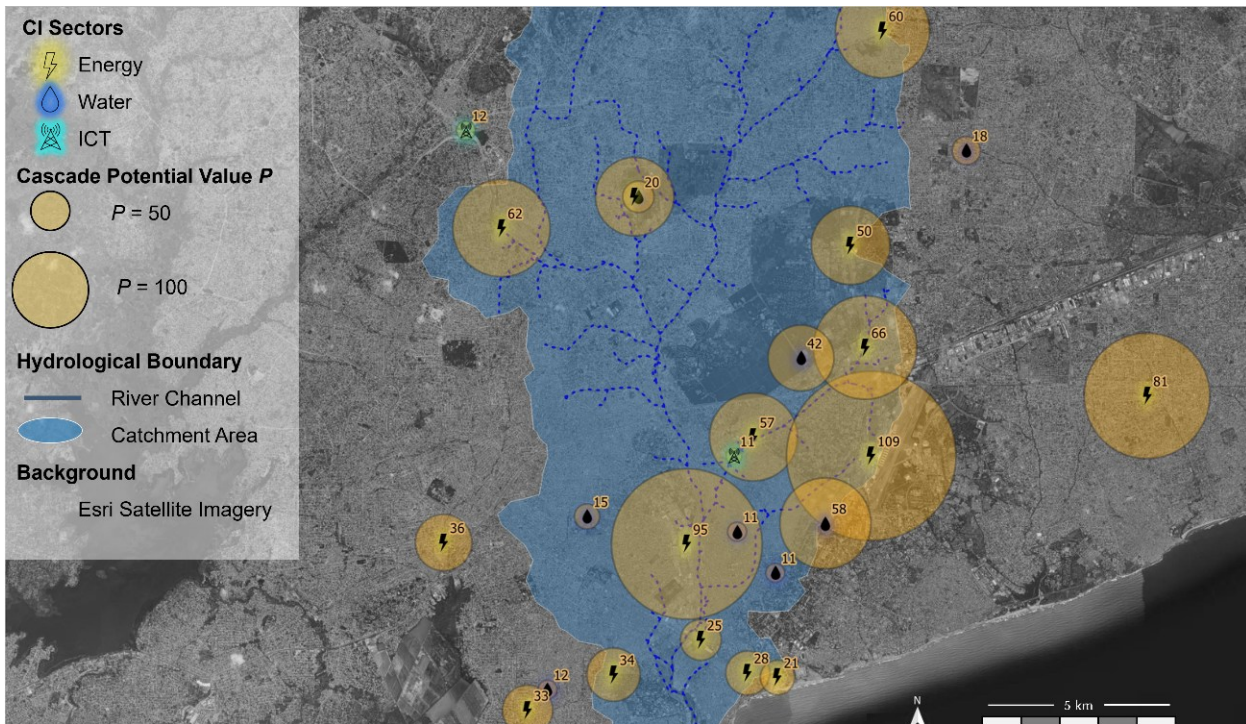 CI Sectors
Energy
Water
ICT
Cascade Potential Value P
P = 50
P = 100
Hydrological Boundary
River Channel
Catchment Area
Background
Esri Satellite Imagery
60
12
18
20
62
50
66
42
81
57
11
109
15
95
11
58
36
11
25
34
28
21
12
33
N
5 km